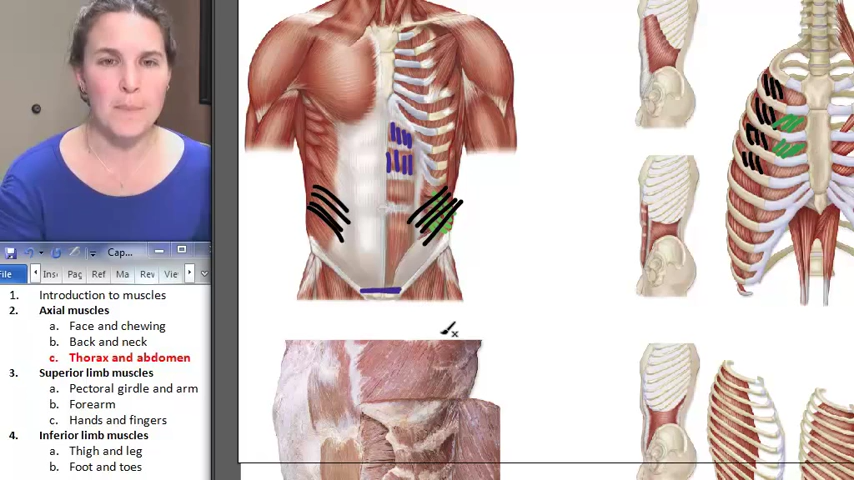 Cap...
File
Ins
Pag
Ref
Ma
Rev
Vie
1. Introduction to muscles
2. Axial muscles
a. Face and chewing
b. Back and neck
c. Thorax and abdomen
3. Superior limb muscles
a. Pectoral girdle and arm
b. Forearm
c. Hands and fingers
4. Inferior limb muscles
a. Thigh and leg
b. Foot and toes